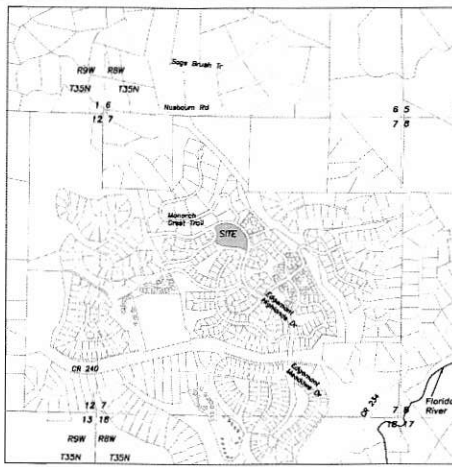 Sage Brush Tr
R9W R8W
T35N T35N
Nusbaum Rd
1 6
12 7
6 5
7 8
Monarch
Crest Trail
SITE
Edgemont
Highlands Dr
CR 240
Edgemont
Meadow Dr
CR 234
Florida
River
12 7
13 18
7 8
18 17
R9W R8W
T35N T35N